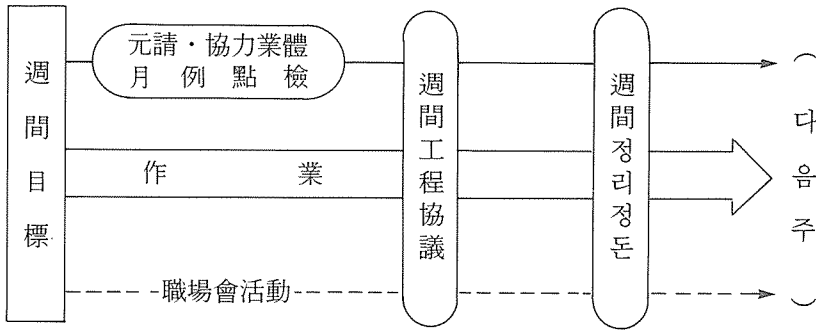 週間目標
元請・協力業體
月例點檢
作業
職場會活動
週間工程協議
週間정리정돈
(다음주)